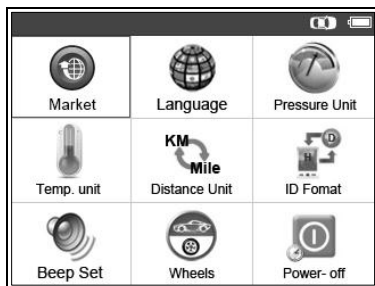 Market
Language
Pressure Unit
KM
Mile
Temp. unit
Distance Unit
ID Fomat
Beep Set
Wheels
Power- off